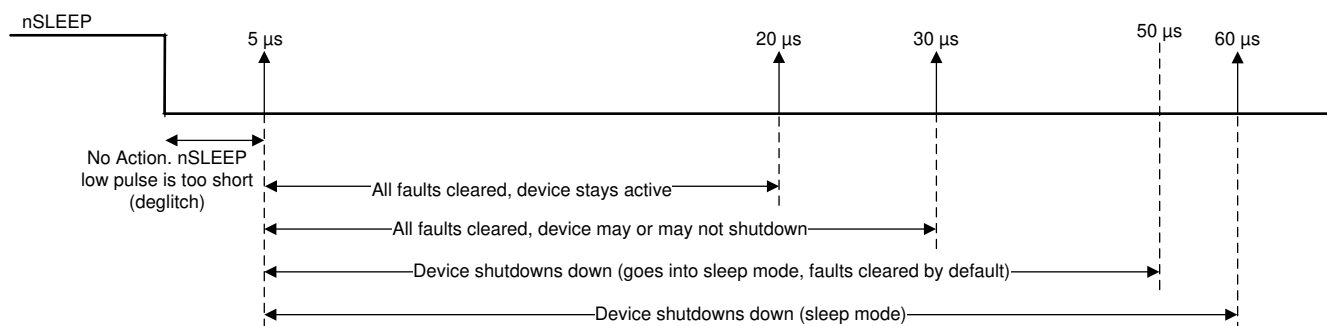 nSLEEP
5 µs
20 µs
30 µs
50 µs
60 µs
No Action. nSLEEP
low pulse is too short
(deglitch)
All faults cleared, device stays active
All faults cleared, device may or may not shutdown
Device shutdowns down (goes into sleep mode, faults cleared by default)
Device shutdowns down (sleep mode)